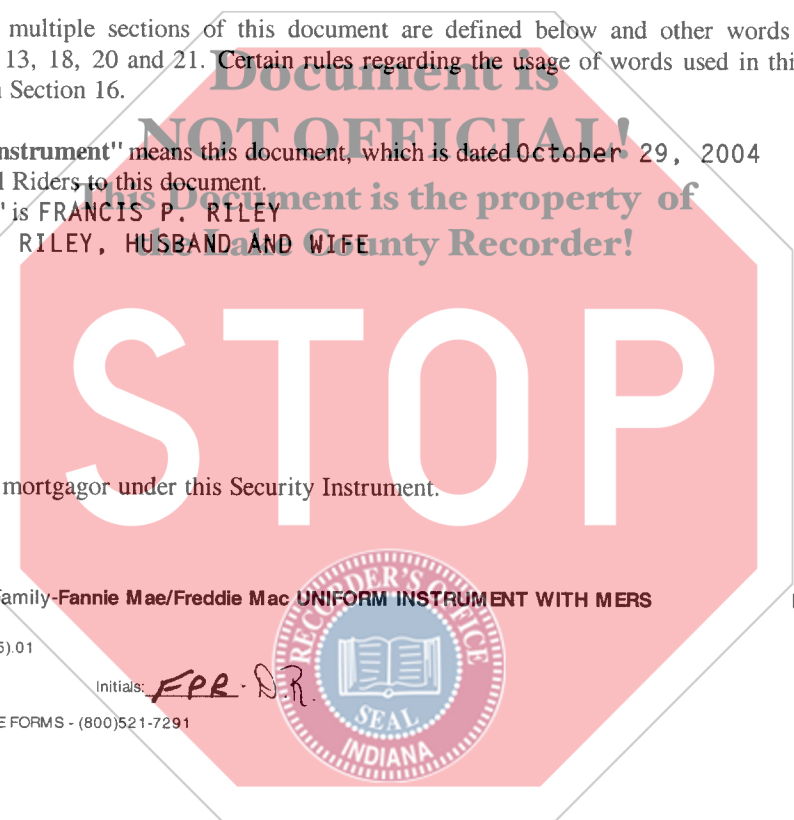 multiple sections of this document are defined below and other words
13, 18, 20 and 21. Certain rules regarding the usage of words used in thi
Section 16.
Document is
NOT OFFICIAL!
This Document is the property of
the Lake County Recorder!
nstrument" means this document, which is dated October 29, 2004
Riders to this document.
" is FRANCIS P. RILEY
RILEY, HUSBAND AND WIFE
STOP
mortgagor under this Security Instrument.
amily-Fannie Mae/Freddie Mac UNIFORM INSTRUMENT WITH MERS
).01
Initials: FPR - D.R.
E FORMS - (800)521-7291
RECORDER'S OFFICE
SEAL
INDIANA